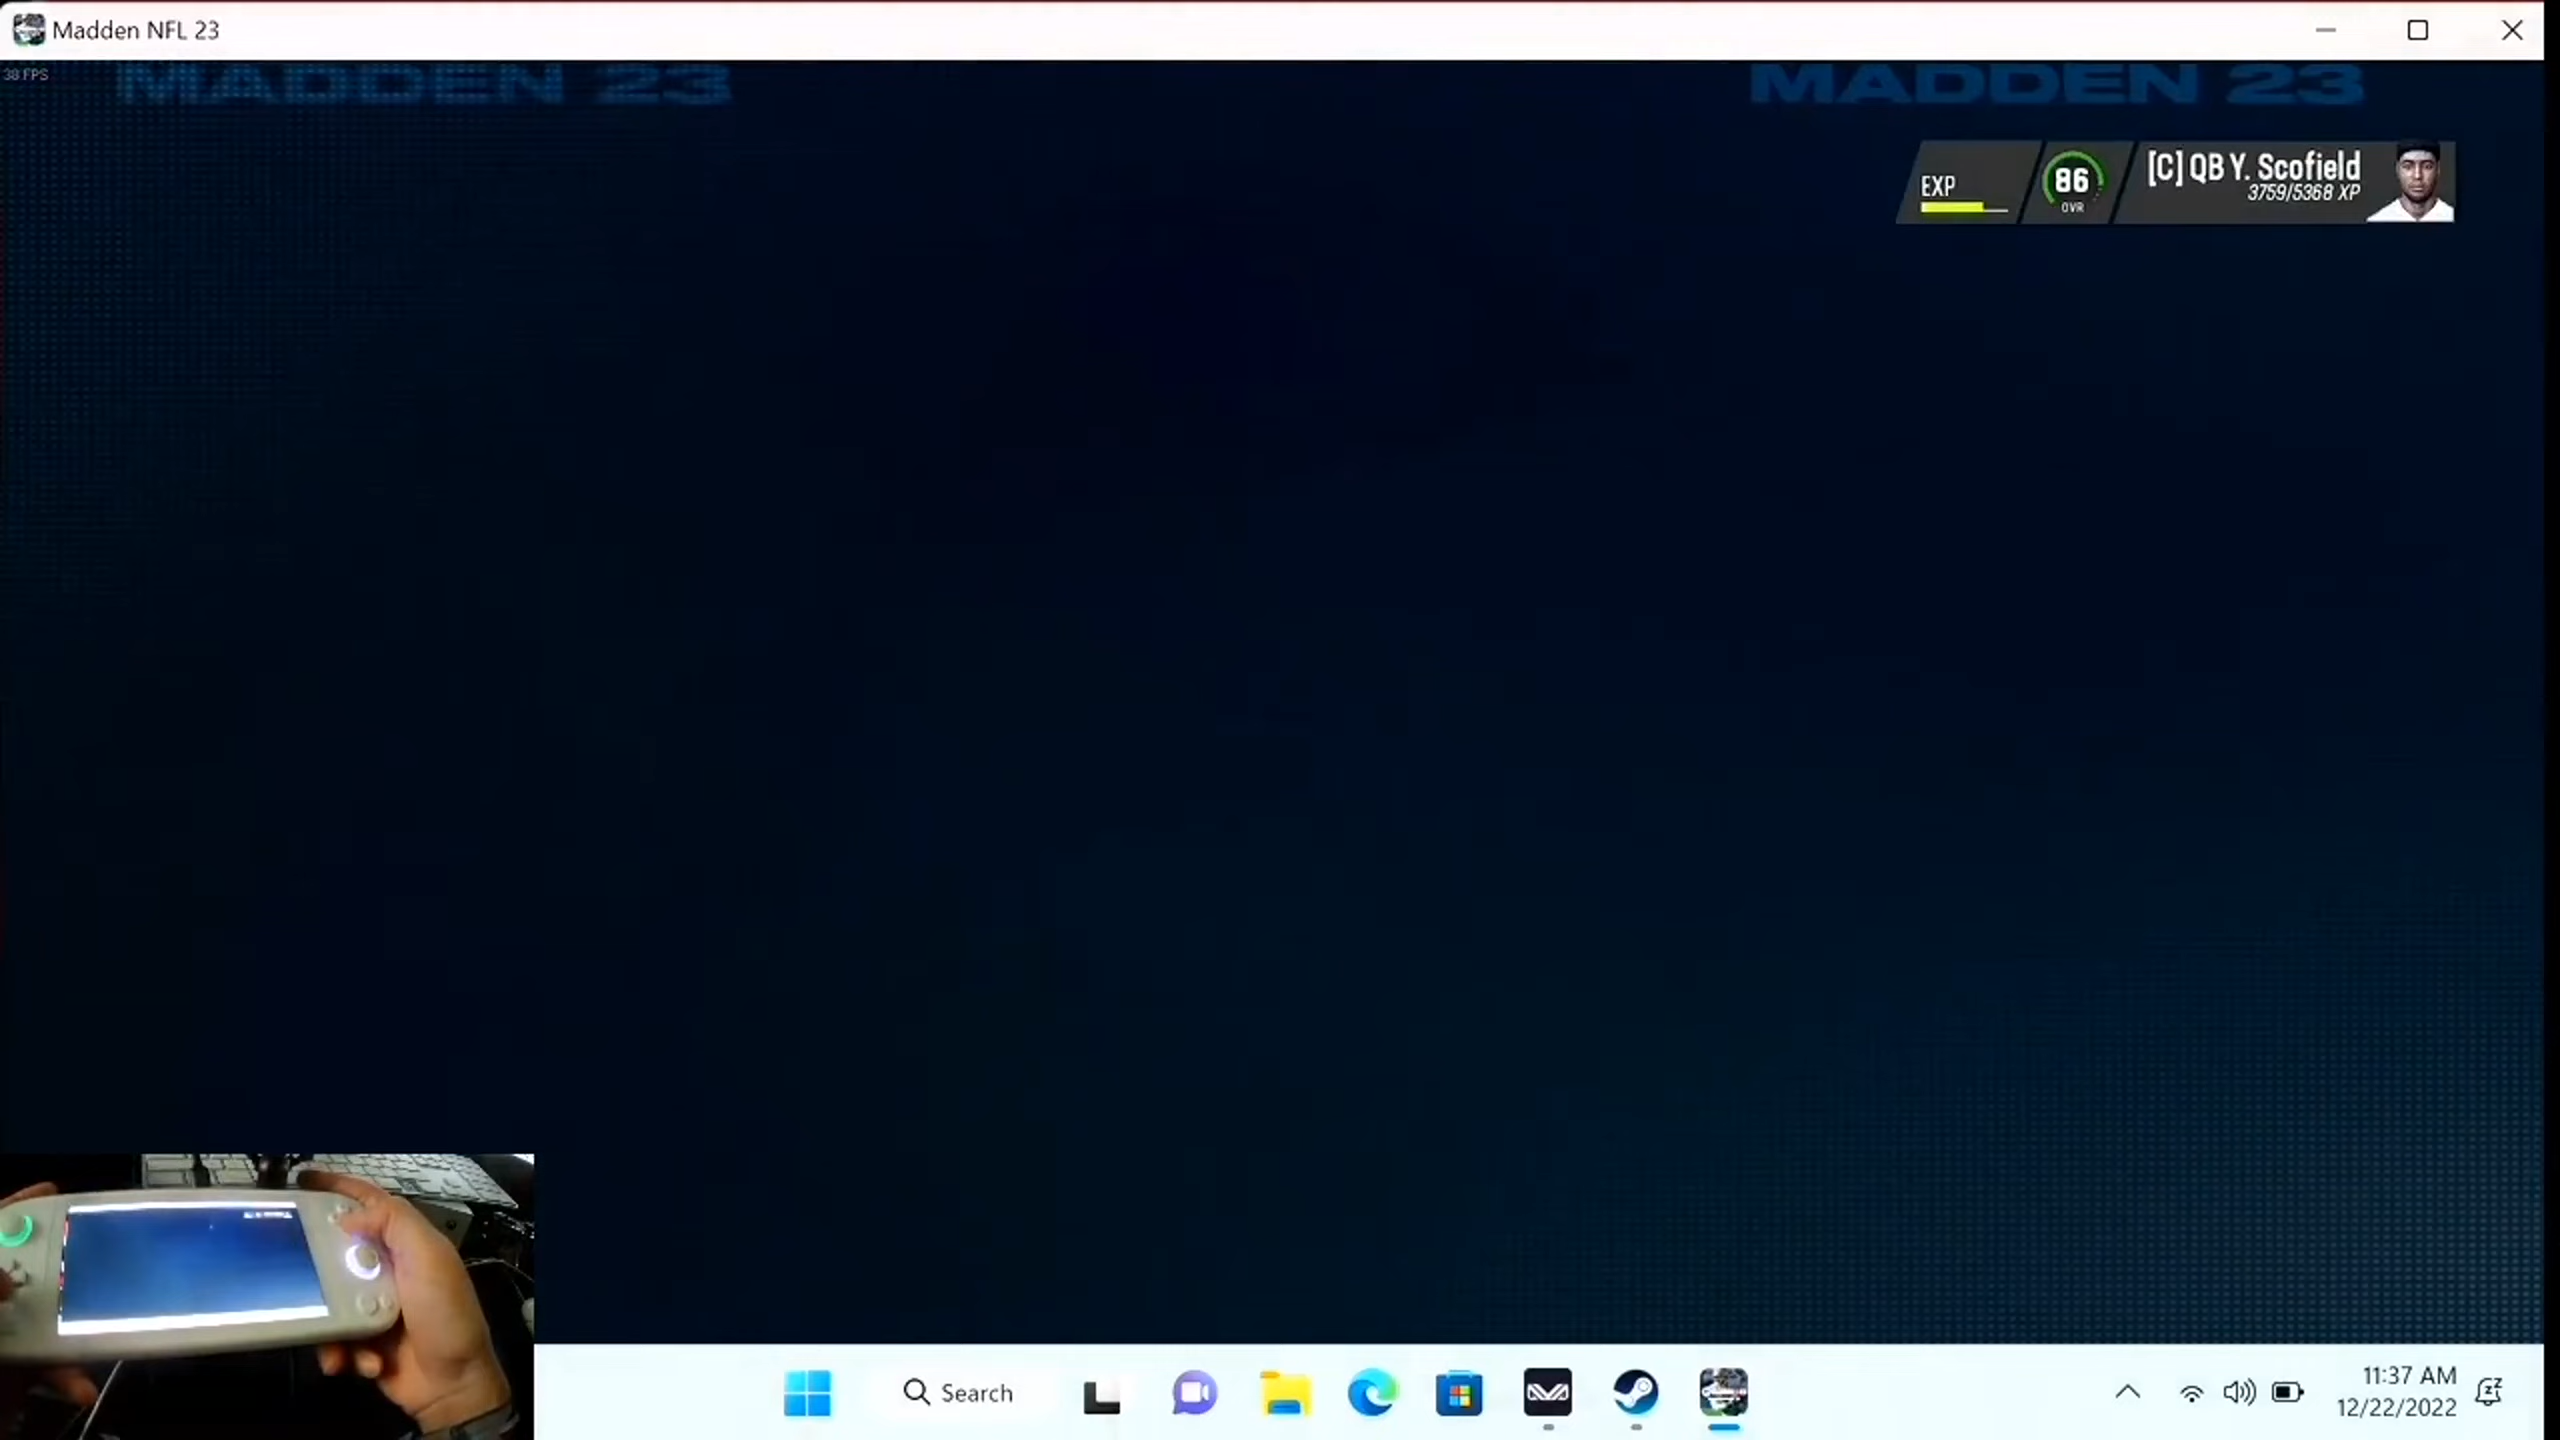 Madden NFL 23
38 FPS
MADDEN 23
MADDEN 23
EXP
86
OVR
[C] QB Y. Scofield
3759/5368 XP
Search
11:37 AM
12/22/2022